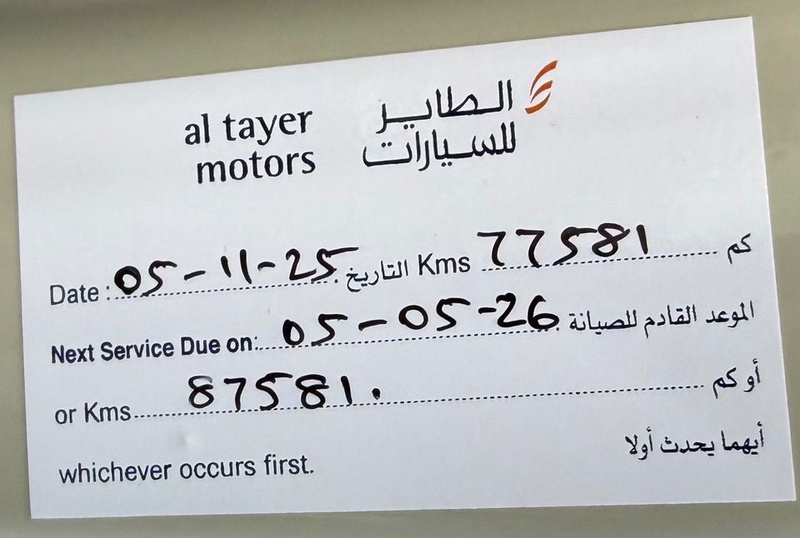 al tayer الطاير
motors للسيارات
Date : 05-11-25 التاريخ Kms 77581 كم
Next Service Due on: 05-05-26 الموعد القادم للصيانة
or Kms 87581. أو كم
whichever occurs first. أيهما يحدث أولا